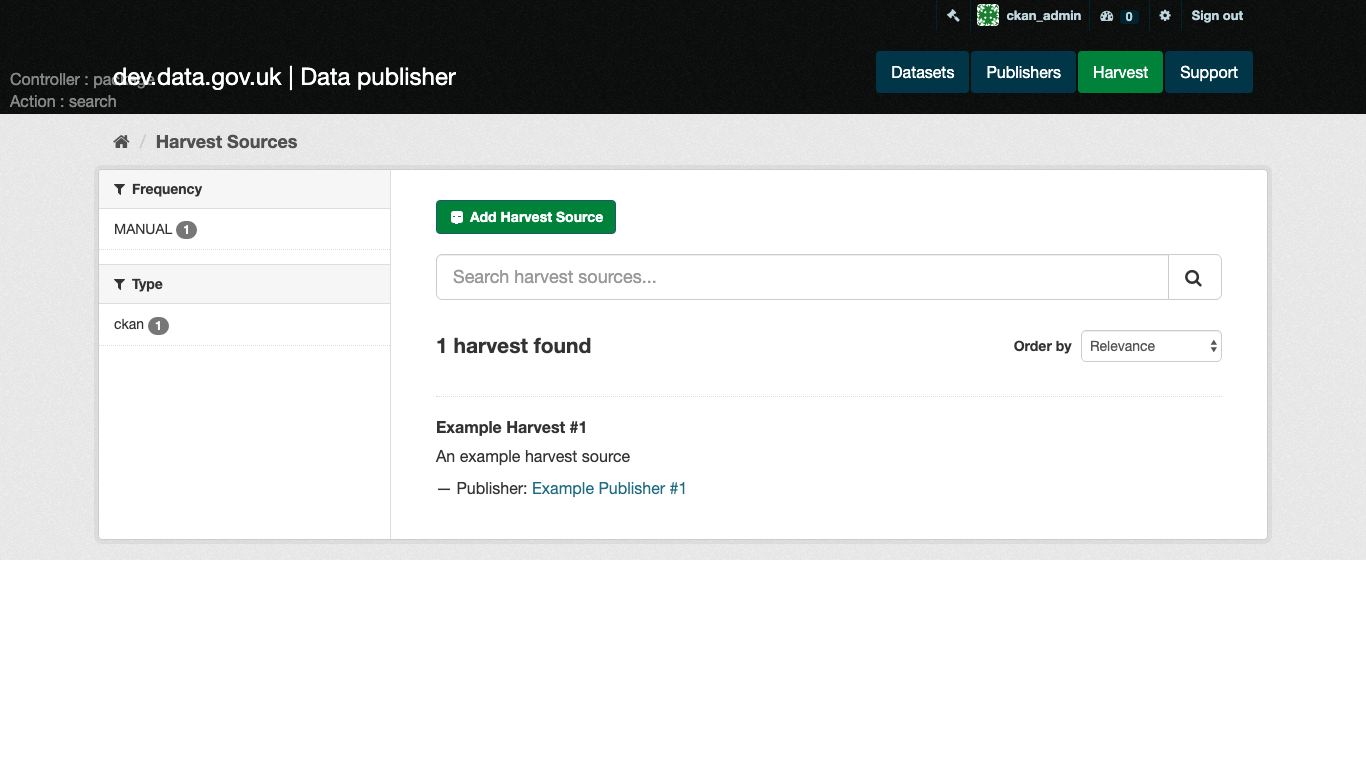 ckan_admin 0 Sign out
Controller : package
dev.data.gov.uk | Data publisher
Datasets Publishers Harvest Support
Action : search
/ Harvest Sources
Frequency
MANUAL 1
Type
ckan 1
Add Harvest Source
Search harvest sources...
1 harvest found
Order by Relevance
Example Harvest #1
An example harvest source
— Publisher: Example Publisher #1